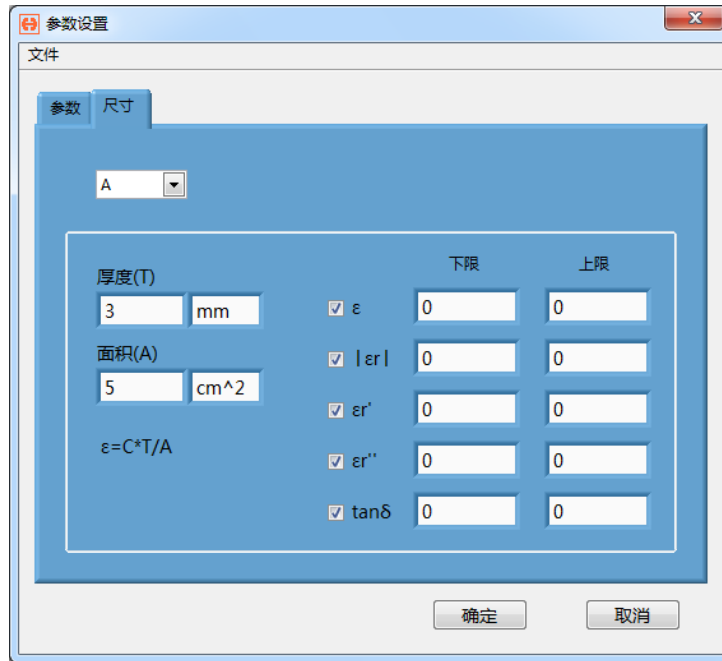 参数设置
文件
参数 尺寸
A
下限 上限
厚度(T)
3 mm
ε 0 0
面积(A)
|εr| 0 0
5 cm^2
εr' 0 0
ε=C*T/A
εr'' 0 0
tanδ 0 0
确定 取消